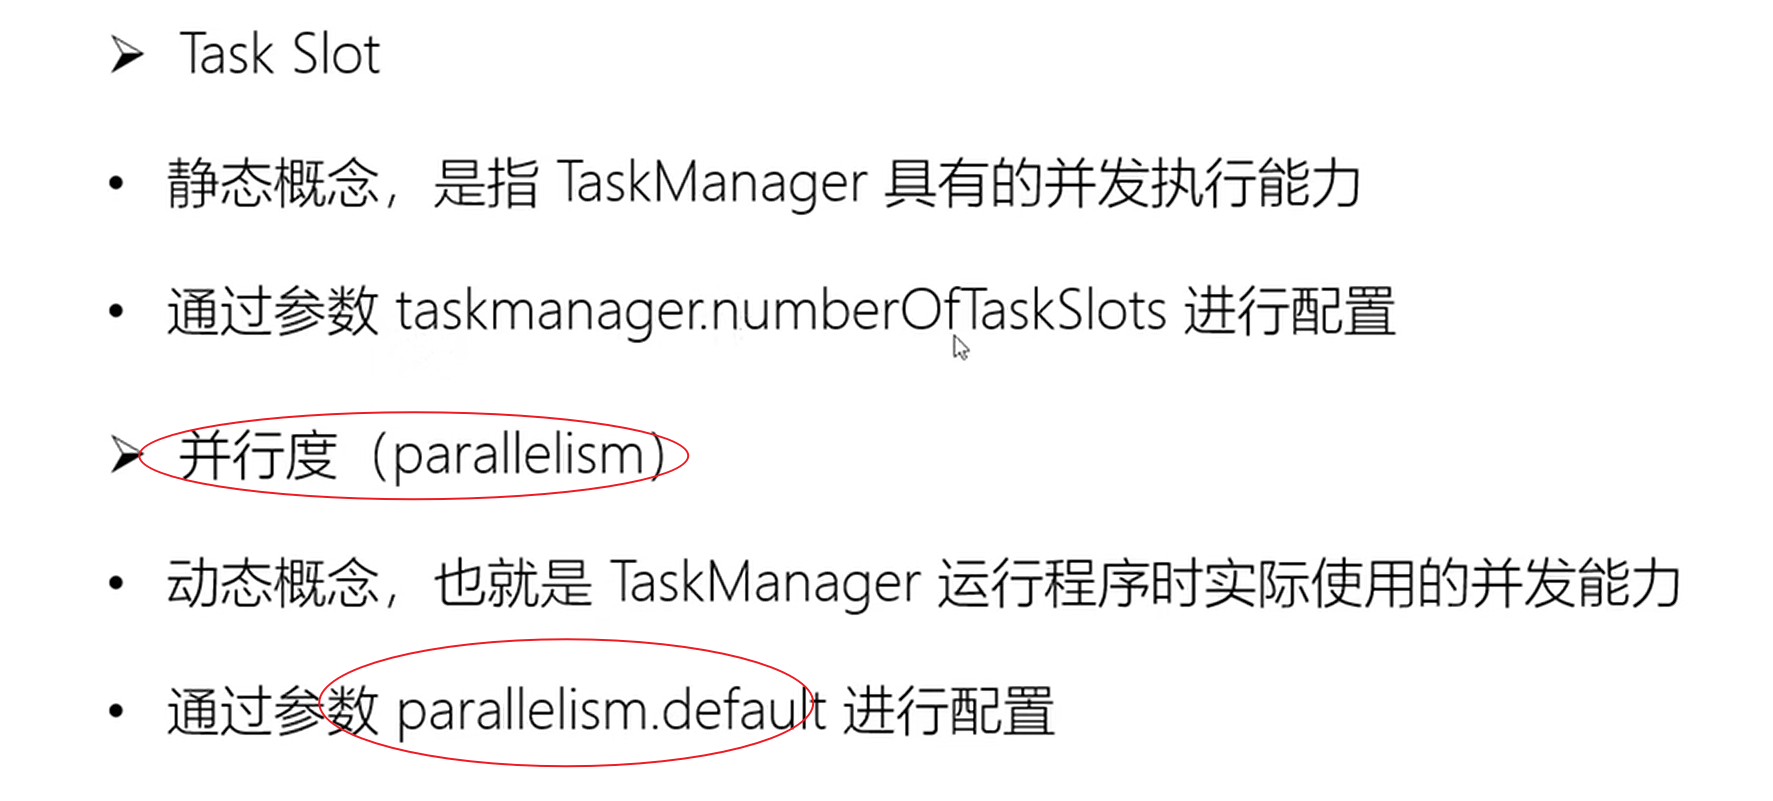 Task Slot
静态概念，是指 TaskManager 具有的并发执行能力
通过参数 taskmanager.numberOfTaskSlots 进行配置
并行度（parallelism）
动态概念，也就是 TaskManager 运行程序时实际使用的并发能力
通过参数 parallelism.default 进行配置